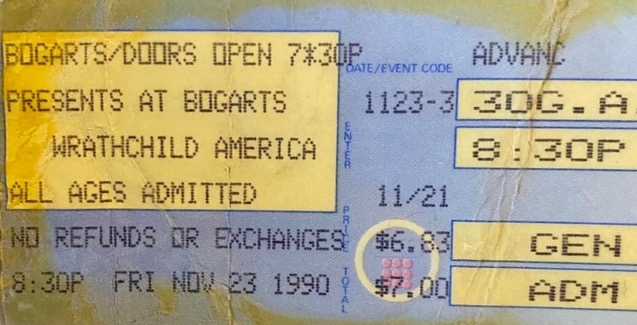 BOGARTS/DOORS OPEN 7*30P
PRESENTS AT BOGARTS
WRATHCHILD AMERICA
ALL AGES ADMITTED
NO REFUNDS OR EXCHANGES
8:30P FRI NOV 23 1990
ADVANC
DATE/EVENT CODE
1123-3
ENTER
11/21
PRICE
$6.83
TOTAL
$7.00
30G.A
8:30P
GEN
ADM